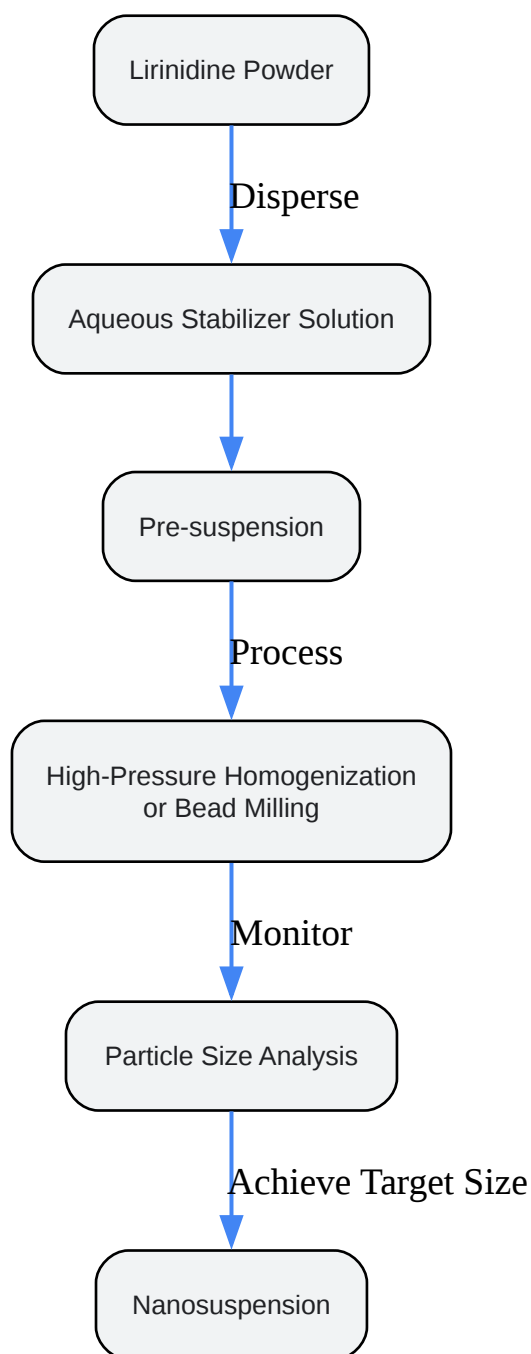 Lirinidine Powder
Disperse
Aqueous Stabilizer Solution
Pre-suspension
Process
High-Pressure Homogenization
or Bead Milling
Monitor
Particle Size Analysis
Achieve Target Size
Nanosuspension